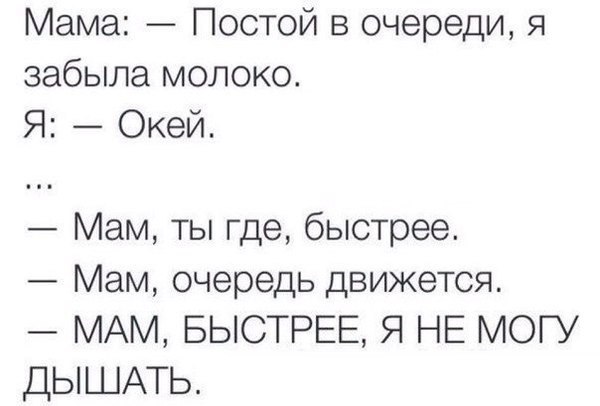 Мама: — Постой в очереди, я
забыла молоко.
Я: — Окей.
...
— Мам, ты где, быстрее.
— Мам, очередь движется.
— МАМ, БЫСТРЕЕ, Я НЕ МОГУ
ДЫШАТЬ.